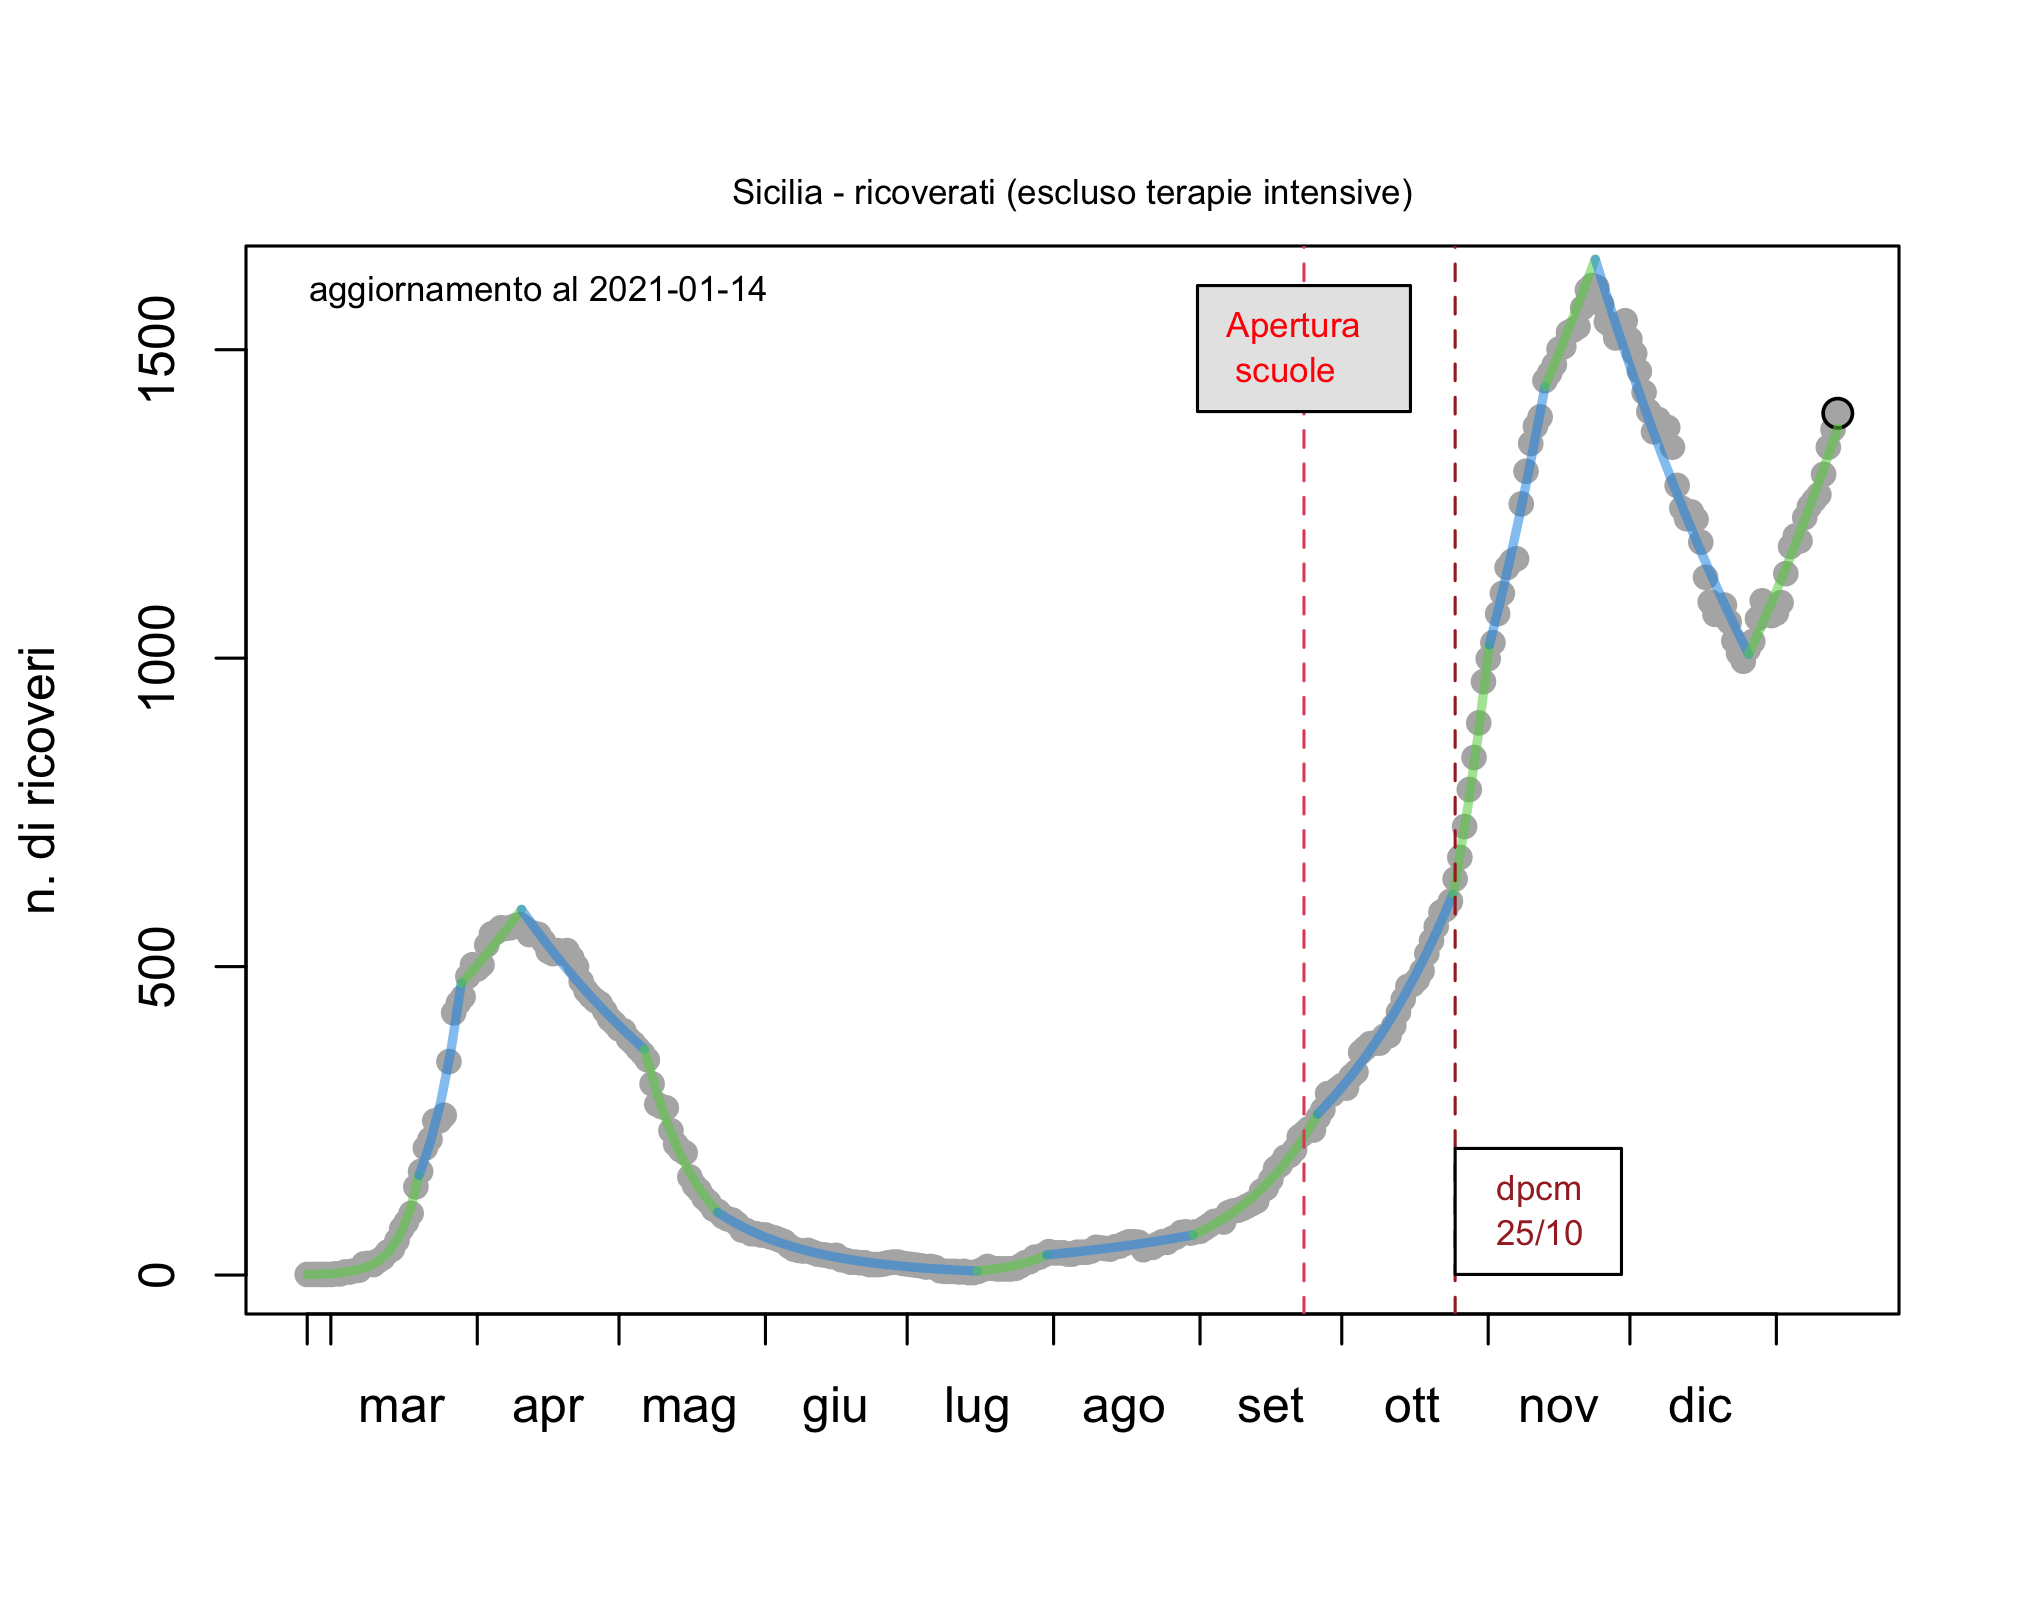 Sicilia - ricoverati (escluso terapie intensive)
aggiornamento al 2021-01-14
Apertura
scuole
dpcm
25/10
n. di ricoveri
1500
1000
500
0
mar apr mag giu lug ago set ott nov dic